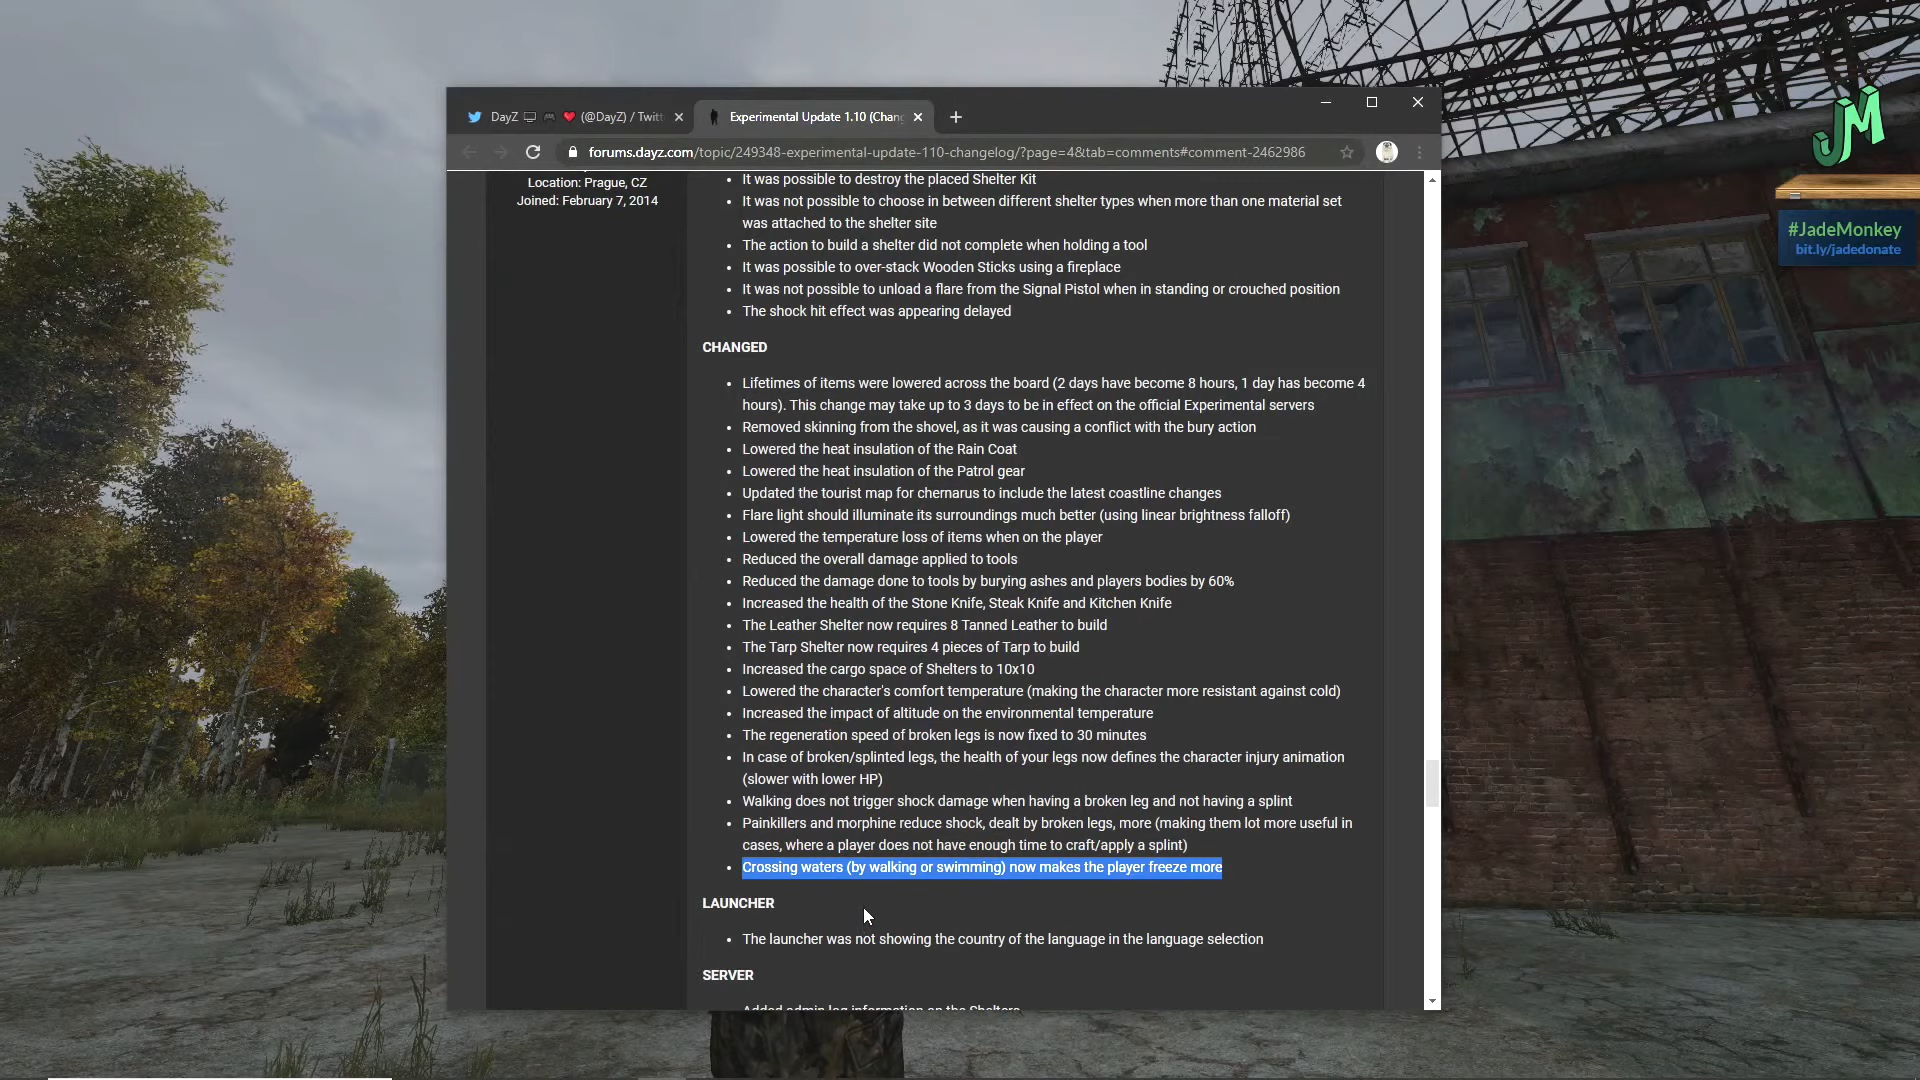 DayZ (@DayZ) / Twitt
Experimental Update 1.10 (Chang
forums.dayz.com/topic/249348-experimental-update-110-changelog/?page=4&tab=comments#comment-2462986
JM
#JadeMonkey
bit.ly/jadedonate
Location: Prague, CZ
Joined: February 7, 2014
• It was possible to destroy the placed Shelter Kit
• It was not possible to choose in between different shelter types when more than one material set
was attached to the shelter site
• The action to build a shelter did not complete when holding a tool
• It was possible to over-stack Wooden Sticks using a fireplace
• It was not possible to unload a flare from the Signal Pistol when in standing or crouched position
• The shock hit effect was appearing delayed
CHANGED
• Lifetimes of items were lowered across the board (2 days have become 8 hours, 1 day has become 4
hours). This change may take up to 3 days to be in effect on the official Experimental servers
• Removed skinning from the shovel, as it was causing a conflict with the bury action
• Lowered the heat insulation of the Rain Coat
• Lowered the heat insulation of the Patrol gear
• Updated the tourist map for chernarus to include the latest coastline changes
• Flare light should illuminate its surroundings much better (using linear brightness falloff)
• Lowered the temperature loss of items when on the player
• Reduced the overall damage applied to tools
• Reduced the damage done to tools by burying ashes and players bodies by 60%
• Increased the health of the Stone Knife, Steak Knife and Kitchen Knife
• The Leather Shelter now requires 8 Tanned Leather to build
• The Tarp Shelter now requires 4 pieces of Tarp to build
• Increased the cargo space of Shelters to 10x10
• Lowered the character's comfort temperature (making the character more resistant against cold)
• Increased the impact of altitude on the environmental temperature
• The regeneration speed of broken legs is now fixed to 30 minutes
• In case of broken/splinted legs, the health of your legs now defines the character injury animation
(slower with lower HP)
• Walking does not trigger shock damage when having a broken leg and not having a splint
• Painkillers and morphine reduce shock, dealt by broken legs, more (making them lot more useful in
cases, where a player does not have enough time to craft/apply a splint)
• Crossing waters (by walking or swimming) now makes the player freeze more
LAUNCHER
• The launcher was not showing the country of the language in the language selection
SERVER
Added admin log information on the Shelters